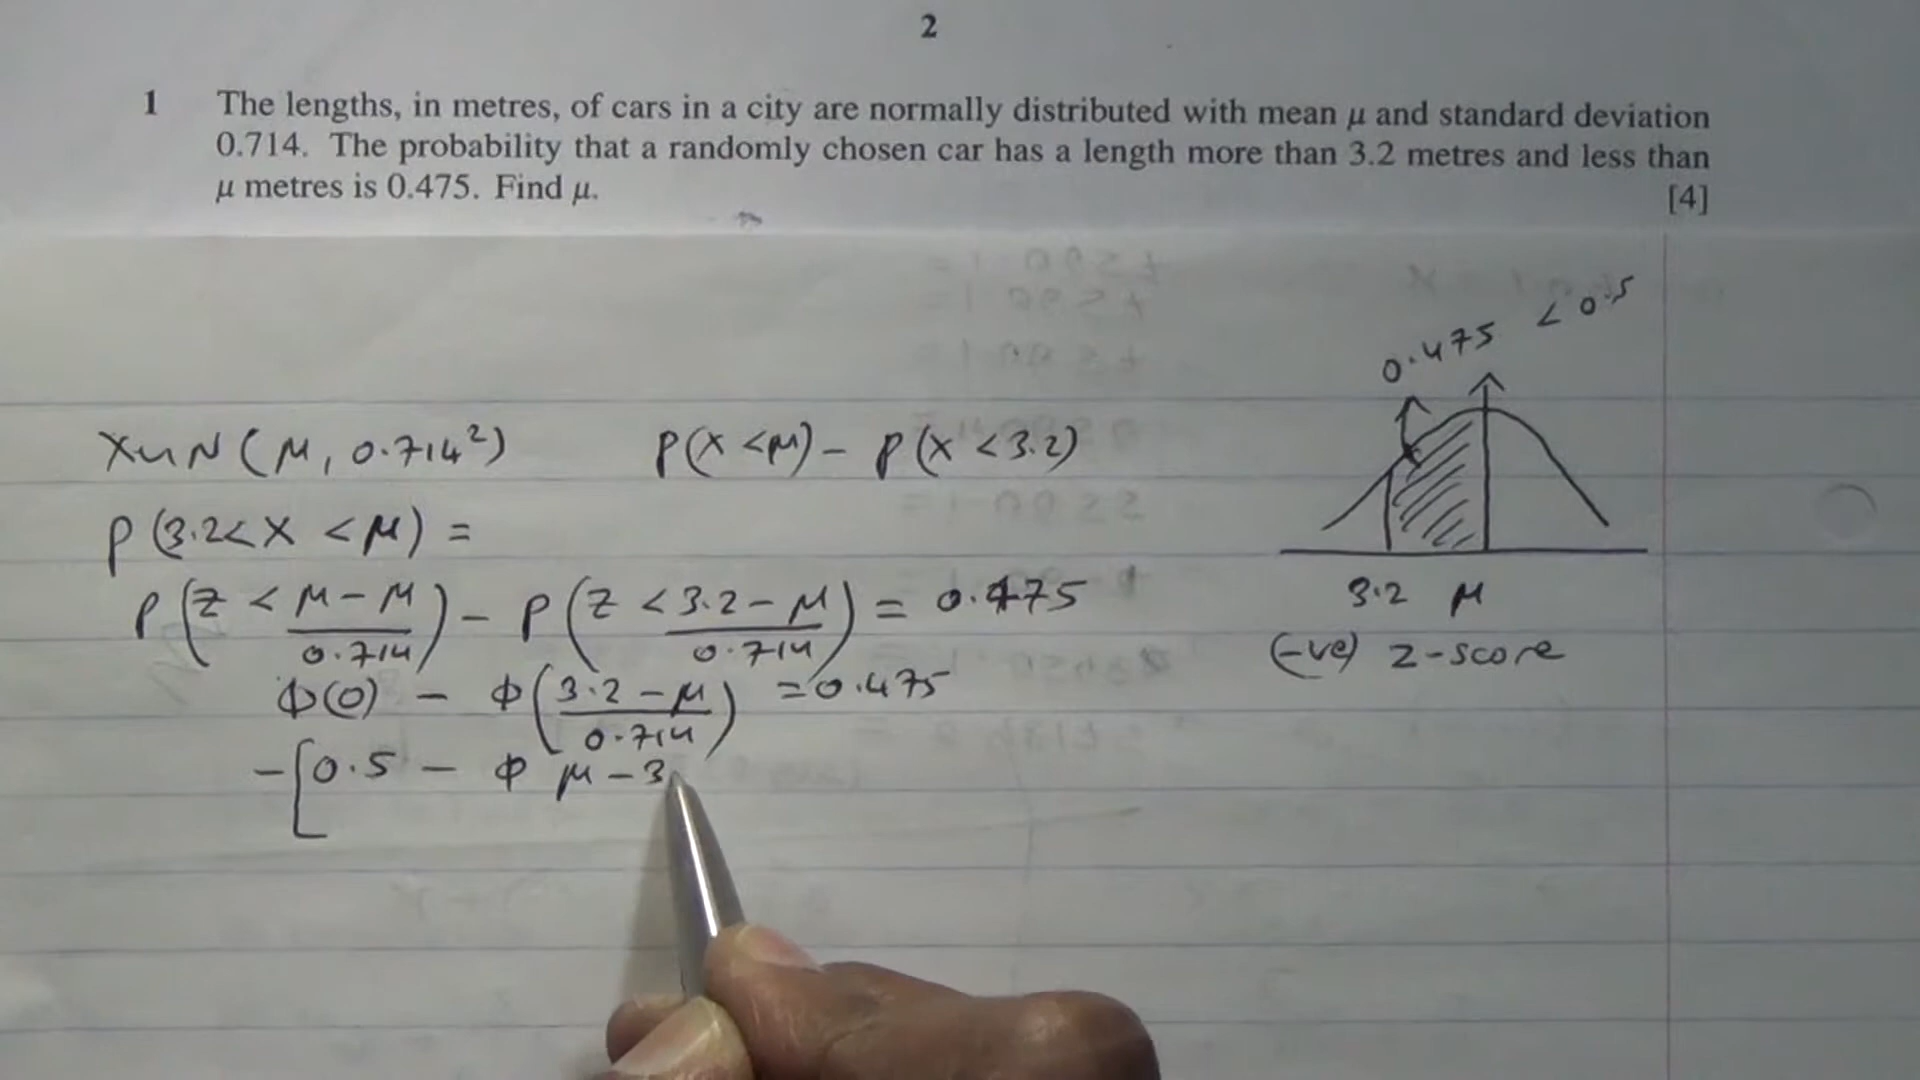 2
1 The lengths, in metres, of cars in a city are normally distributed with mean μ and standard deviation
0.714. The probability that a randomly chosen car has a length more than 3.2 metres and less than
μ metres is 0.475. Find μ.
[4]
X~N(μ, 0.714²)
P(X <μ) – P(X <3.2)
P(3.2<X <μ) =
P(Z < (μ–μ)/0.714) – P(Z < (3.2–μ)/0.714) = 0.475
Φ(0) – Φ((3.2–μ)/0.714) = 0.475
–[0.5 – Φ μ–3
0.475 < 0.5
3.2 μ
(-ve) z-score